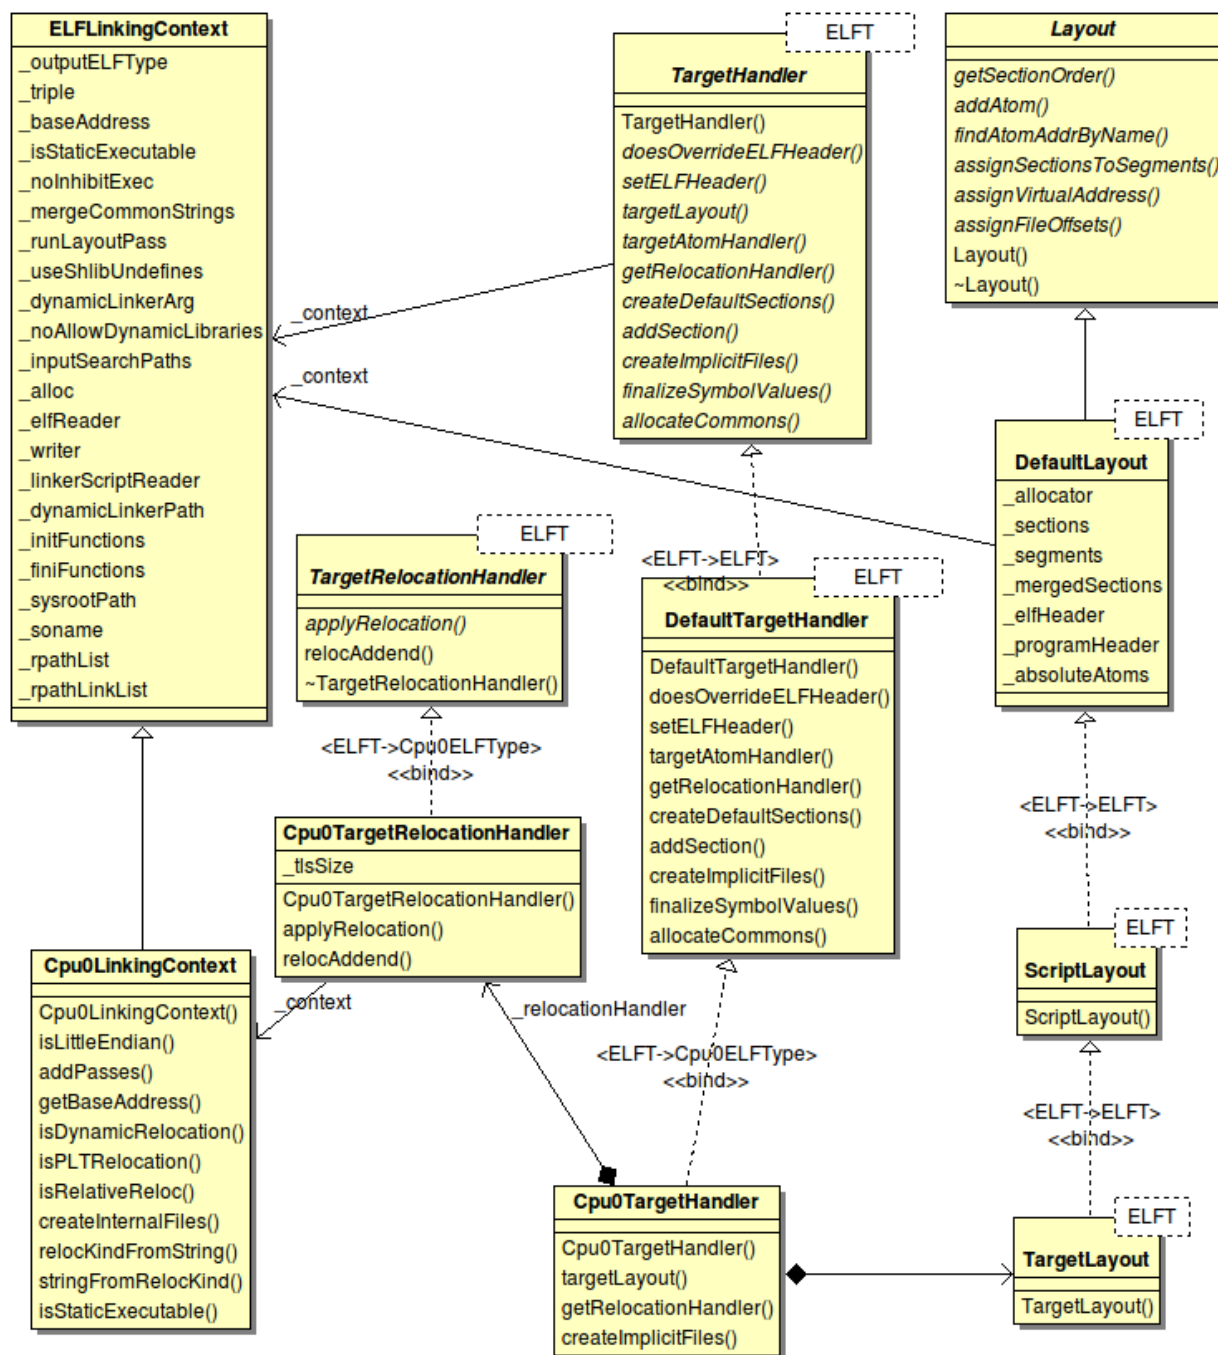 ELFLinkingContext
_outputELFType
_triple
_baseAddress
_isStaticExecutable
_noInhibitExec
_mergeCommonStrings
_runLayoutPass
_useShlibUndefines
_dynamicLinkerArg
_noAllowDynamicLibraries
_inputSearchPaths
_alloc
_elfReader
_writer
_linkerScriptReader
_dynamicLinkerPath
_initFunctions
_finiFunctions
_sysrootPath
_soname
_rpathList
_rpathLinkList
ELFT
TargetHandler
TargetHandler()
doesOverrideELFHeader()
setELFHeader()
targetLayout()
targetAtomHandler()
getRelocationHandler()
createDefaultSections()
addSection()
createImplicitFiles()
finalizeSymbolValues()
allocateCommons()
Layout
getSectionOrder()
addAtom()
findAtomAddrByName()
assignSectionsToSegments()
assignVirtualAddress()
assignFileOffsets()
Layout()
~Layout()
_context
_context
ELFT
DefaultLayout
_allocator
_sections
_segments
_mergedSections
_elfHeader
_programHeader
_absoluteAtoms
ELFT
TargetRelocationHandler
applyRelocation()
relocAddend()
~TargetRelocationHandler()
<ELFT->ELFT>
<<bind>>
ELFT
DefaultTargetHandler
DefaultTargetHandler()
doesOverrideELFHeader()
setELFHeader()
targetAtomHandler()
getRelocationHandler()
createDefaultSections()
addSection()
createImplicitFiles()
finalizeSymbolValues()
allocateCommons()
<ELFT->Cpu0ELFType>
<<bind>>
Cpu0TargetRelocationHandler
_tlsSize
Cpu0TargetRelocationHandler()
applyRelocation()
relocAddend()
<ELFT->ELFT>
<<bind>>
ELFT
ScriptLayout
ScriptLayout()
Cpu0LinkingContext
Cpu0LinkingContext()
isLittleEndian()
addPasses()
getBaseAddress()
isDynamicRelocation()
isPLTRelocation()
isRelativeReloc()
createInternalFiles()
relocKindFromString()
stringFromRelocKind()
isStaticExecutable()
_context
_relocationHandler
<ELFT->Cpu0ELFType>
<<bind>>
<ELFT->ELFT>
<<bind>>
Cpu0TargetHandler
Cpu0TargetHandler()
targetLayout()
getRelocationHandler()
createImplicitFiles()
ELFT
TargetLayout
TargetLayout()